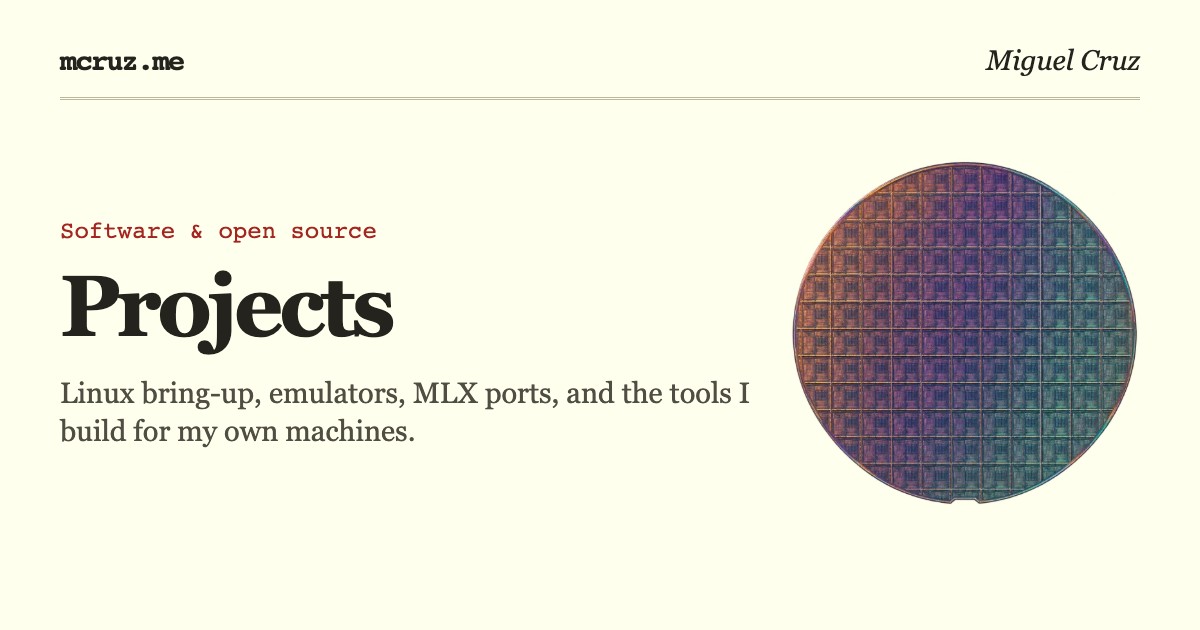 mcruz.me
Miguel Cruz
Software & open source
Projects
Linux bring-up, emulators, MLX ports, and the tools I
build for my own machines.